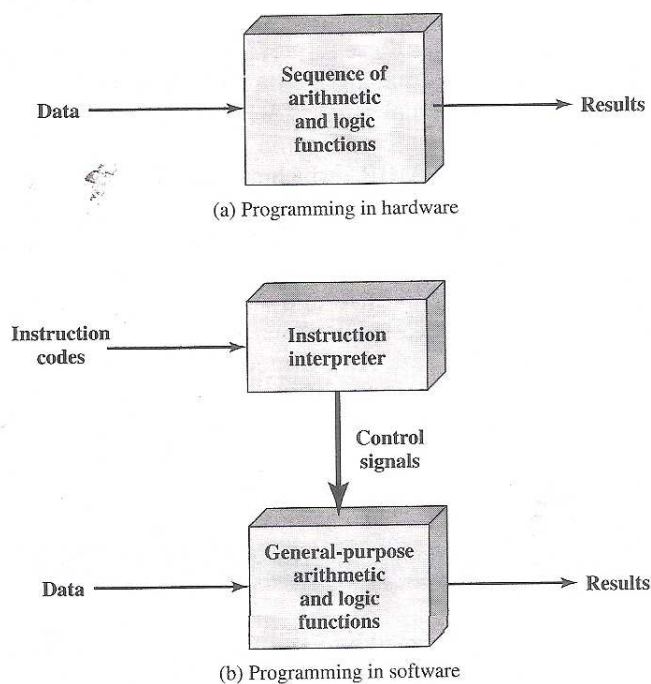 Sequence of
arithmetic
and logic
functions
Data
Results
(a) Programming in hardware
Instruction
codes
Instruction
interpreter
Control
signals
General-purpose
arithmetic
and logic
functions
Data
Results
(b) Programming in software